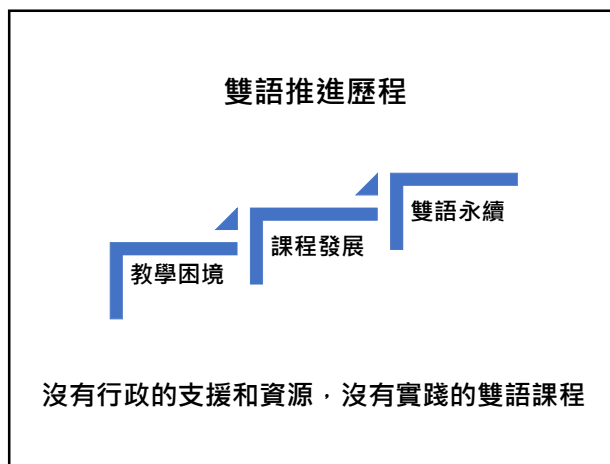 雙語推進歷程
雙語永續
課程發展
教學困境
沒有行政的支援和資源，沒有實踐的雙語課程